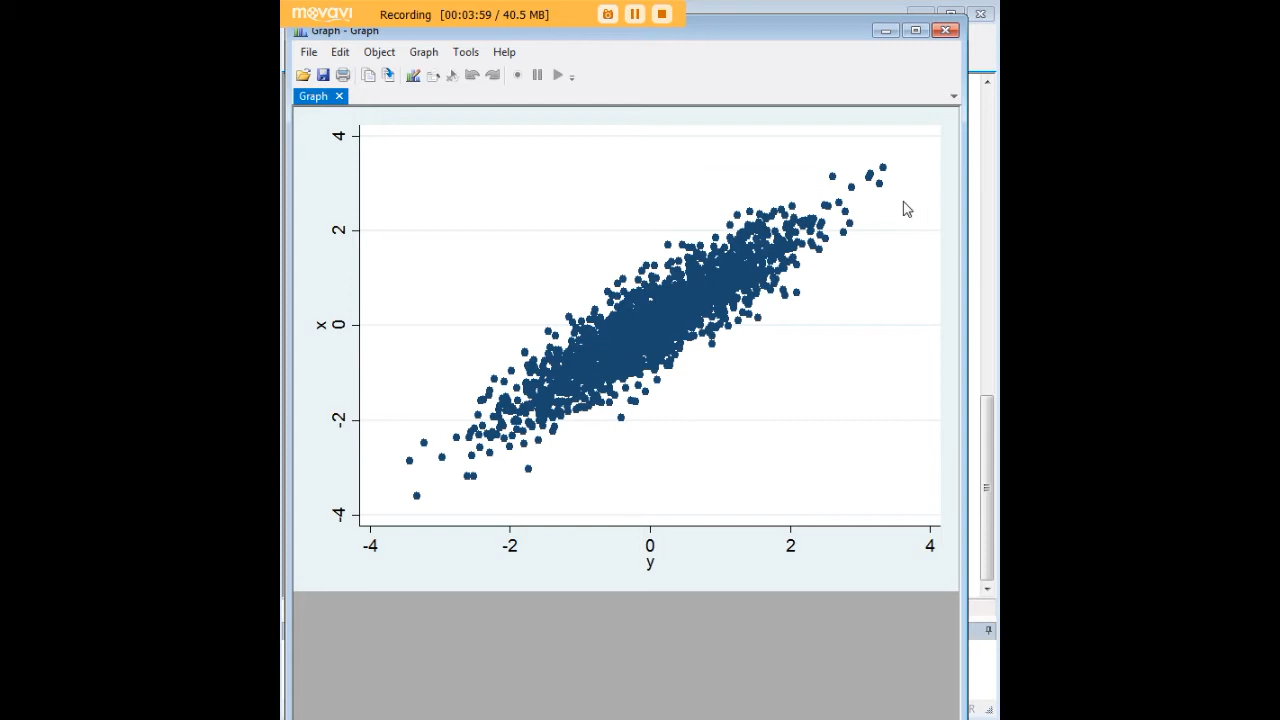 movavi Recording [00:03:59 / 40.5 MB]
Graph - Graph
File Edit Object Graph Tools Help
Graph
4
2
x 0
-2
-4
-4 -2 0 2 4
y
R